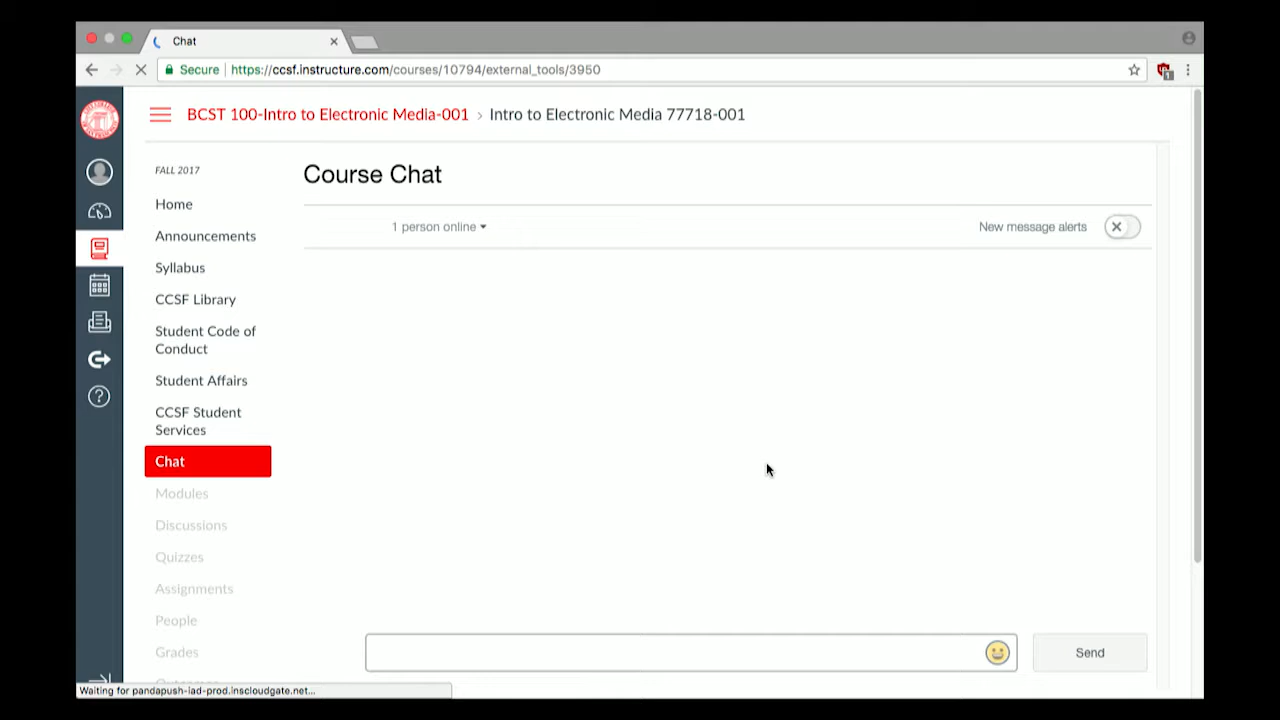 Chat
Secure
https://ccsf.instructure.com/courses/10794/external_tools/3950
BCST 100-Intro to Electronic Media-001 › Intro to Electronic Media 77718-001
FALL 2017
Course Chat
Home
1 person online
New message alerts
Announcements
Syllabus
CCSF Library
Student Code of
Conduct
Student Affairs
CCSF Student
Services
Chat
Modules
Discussions
Quizzes
Assignments
People
Grades
Send
Waiting for pandapush-iad-prod.inscloudgate.net...